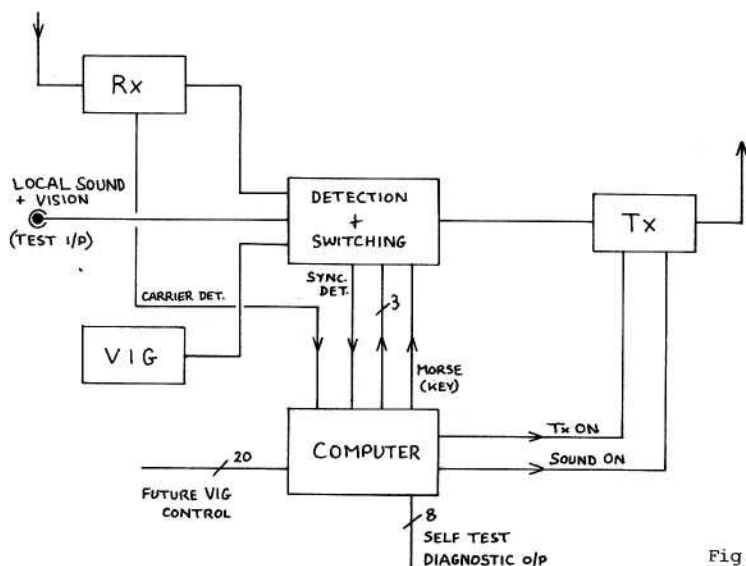 Rx
LOCAL SOUND
+ VISION
(TEST I/P)
DETECTION
+
SWITCHING
Tx
CARRIER DET.
SYNC.
DET.
3
VIG
MORSE
(KEY)
COMPUTER
Tx ON
SOUND ON
20
FUTURE VIG
CONTROL
8
SELF TEST
DIAGNOSTIC O/P
Fig